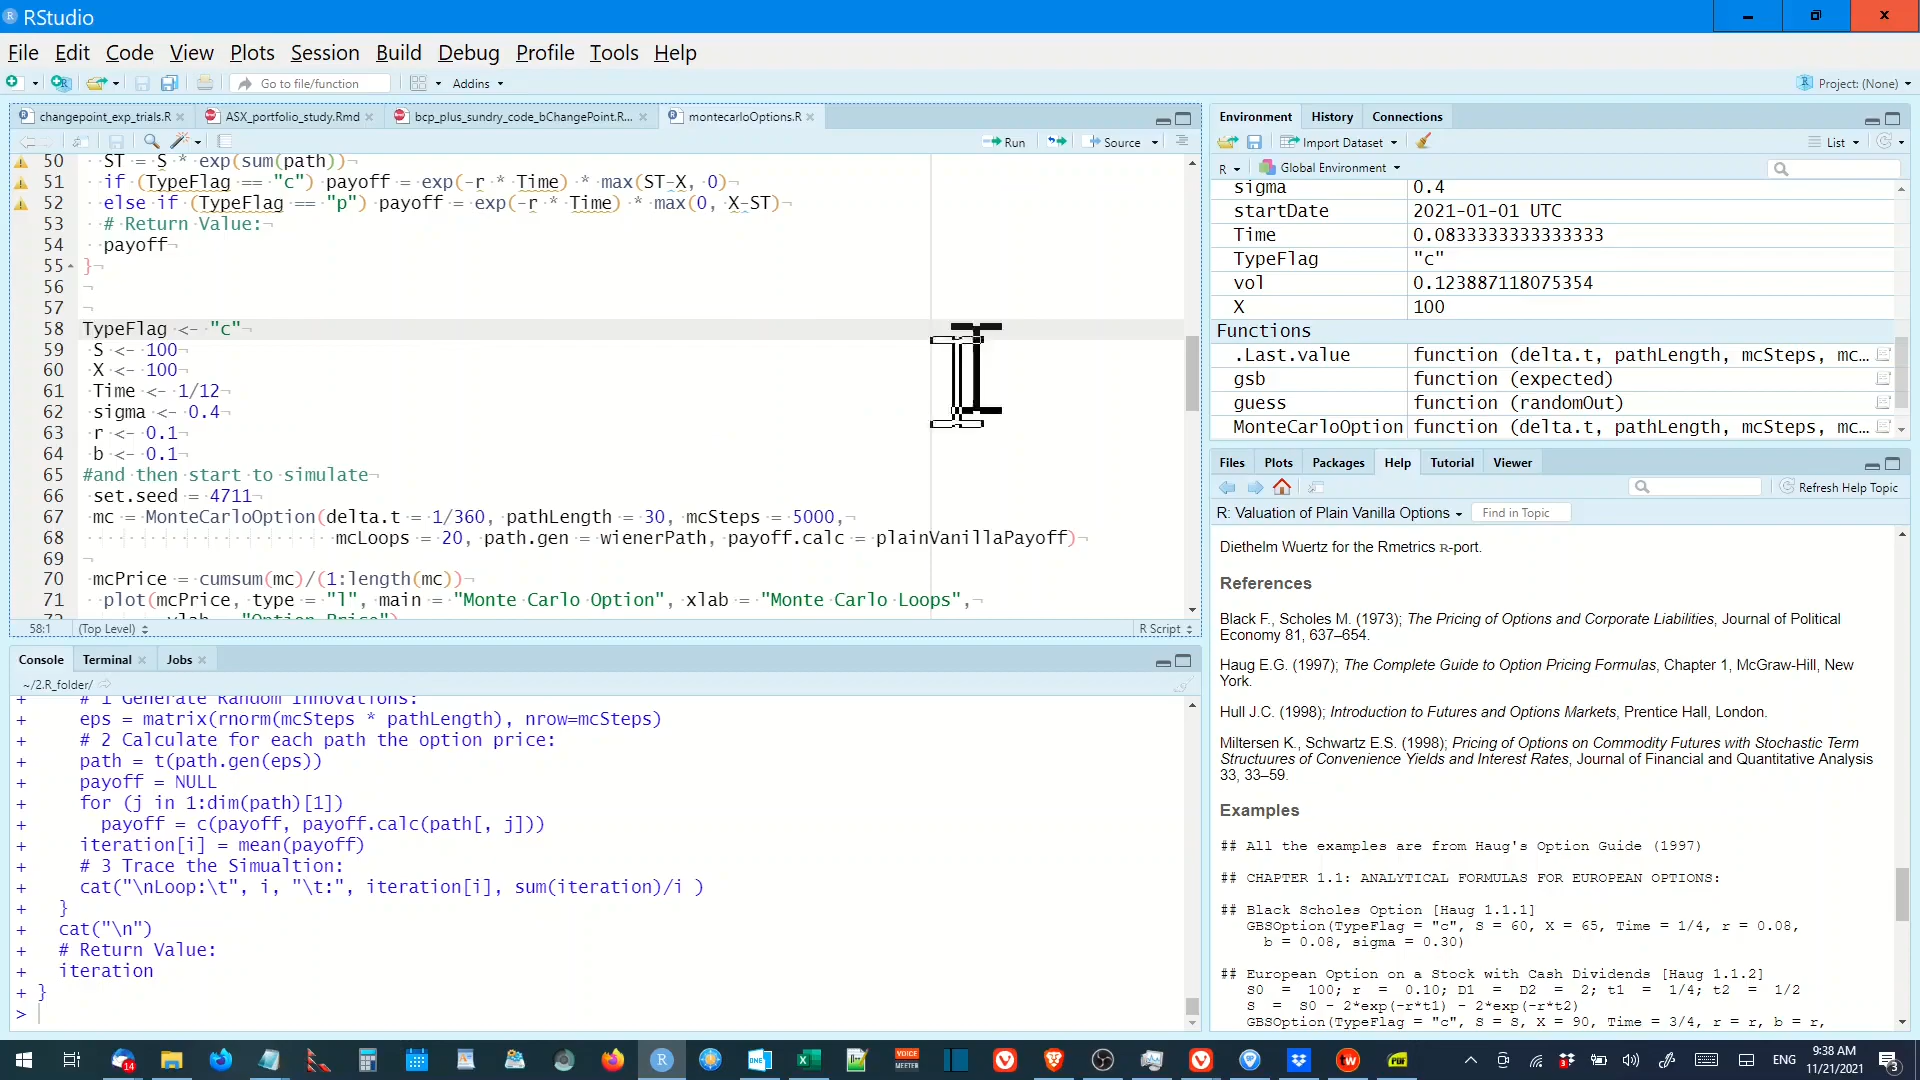 RStudio
File Edit Code View Plots Session Build Debug Profile Tools Help
Go to file/function Addins Project: (None)
changepoint_exp_trials.R ASX_portfolio_study.Rmd bcp_plus_sundry_code_bChangePoint.R... montecarloOptions.R
Run Source
50 ST = S * exp(sum(path))
51 if (TypeFlag == "c") payoff = exp(-r * Time) * max(ST-X, 0)
52 else if (TypeFlag == "p") payoff = exp(-r * Time) * max(0, X-ST)
53 # Return Value:
54 payoff
55 }
56
57
58 TypeFlag <- "c"
59 S <- 100
60 X <- 100
61 Time <- 1/12
62 sigma <- 0.4
63 r <- 0.1
64 b <- 0.1
65 #and then start to simulate
66 set.seed = 4711
67 mc = MonteCarloOption(delta.t = 1/360, pathLength = 30, mcSteps = 5000,
68 mcLoops = 20, path.gen = wienerPath, payoff.calc = plainVanillaPayoff)
69
70 mcPrice = cumsum(mc)/(1:length(mc))
71 plot(mcPrice, type = "l", main = "Monte Carlo Option", xlab = "Monte Carlo Loops",
58:1 (Top Level) R Script
Console Terminal Jobs
~/2.R_folder/
+ # 1 Generate Random Innovations:
+ eps = matrix(rnorm(mcSteps * pathLength), nrow=mcSteps)
+ # 2 Calculate for each path the option price:
+ path = t(path.gen(eps))
+ payoff = NULL
+ for (j in 1:dim(path)[1])
+ payoff = c(payoff, payoff.calc(path[, j]))
+ iteration[i] = mean(payoff)
+ # 3 Trace the Simualtion:
+ cat("\nLoop:\t", i, "\t:", iteration[i], sum(iteration)/i )
+ }
+ cat("\n")
+ # Return Value:
+ iteration
+ }
>
Environment History Connections
Import Dataset List
R Global Environment
sigma 0.4
startDate 2021-01-01 UTC
Time 0.0833333333333333
TypeFlag "c"
vol 0.123887118075354
X 100
Functions
.Last.value function (delta.t, pathLength, mcSteps, mc...
gsb function (expected)
guess function (randomOut)
MonteCarloOption function (delta.t, pathLength, mcSteps, mc...
Files Plots Packages Help Tutorial Viewer
Refresh Help Topic
R: Valuation of Plain Vanilla Options Find in Topic
Diethelm Wuertz for the Rmetrics R-port.
References
Black F., Scholes M. (1973); The Pricing of Options and Corporate Liabilities, Journal of Political
Economy 81, 637–654.
Haug E.G. (1997); The Complete Guide to Option Pricing Formulas, Chapter 1, McGraw-Hill, New
York.
Hull J.C. (1998); Introduction to Futures and Options Markets, Prentice Hall, London.
Miltersen K., Schwartz E.S. (1998); Pricing of Options on Commodity Futures with Stochastic Term
Structuures of Convenience Yields and Interest Rates, Journal of Financial and Quantitative Analysis
33, 33–59.
Examples
## All the examples are from Haug's Option Guide (1997)
## CHAPTER 1.1: ANALYTICAL FORMULAS FOR EUROPEAN OPTIONS:
## Black Scholes Option [Haug 1.1.1]
GBSOption(TypeFlag = "c", S = 60, X = 65, Time = 1/4, r = 0.08,
b = 0.08, sigma = 0.30)
## European Option on a Stock with Cash Dividends [Haug 1.1.2]
S0 = 100; r = 0.10; D1 = D2 = 2; t1 = 1/4; t2 = 1/2
S = S0 - 2*exp(-r*t1) - 2*exp(-r*t2)
GBSOption(TypeFlag = "c", S = S, X = 90, Time = 3/4, r = r, b = r,
ENG 9:38 AM
11/21/2021